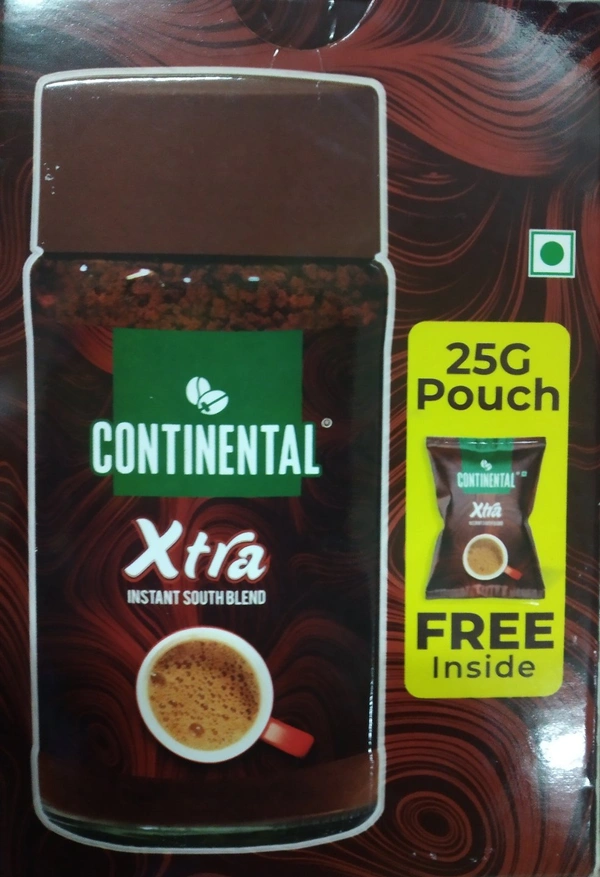 CONTINENTAL
Xtra
INSTANT SOUTH BLEND
25G
Pouch
CONTINENTAL
Xtra
FREE
Inside